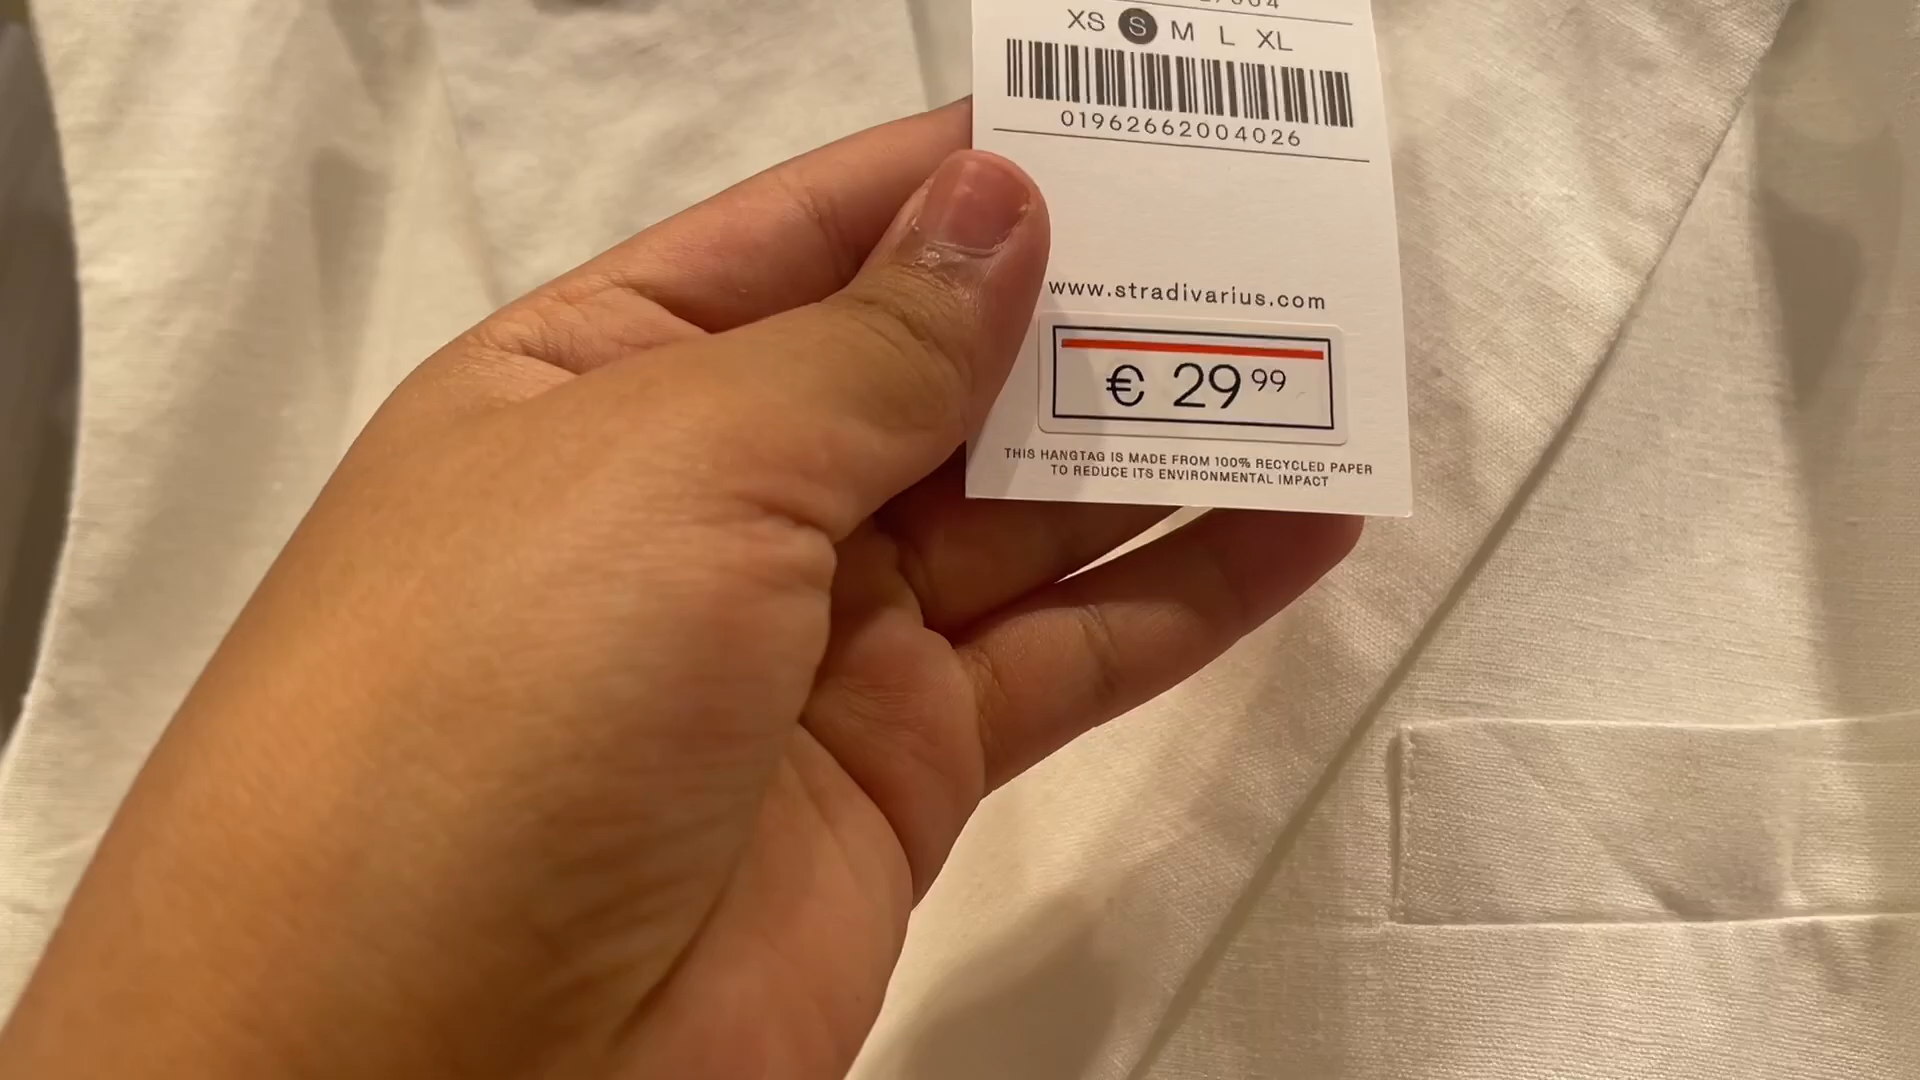 XS S M L XL
01962662004026
www.stradivarius.com
€ 29 99
THIS HANGTAG IS MADE FROM 100% RECYCLED PAPER
TO REDUCE ITS ENVIRONMENTAL IMPACT